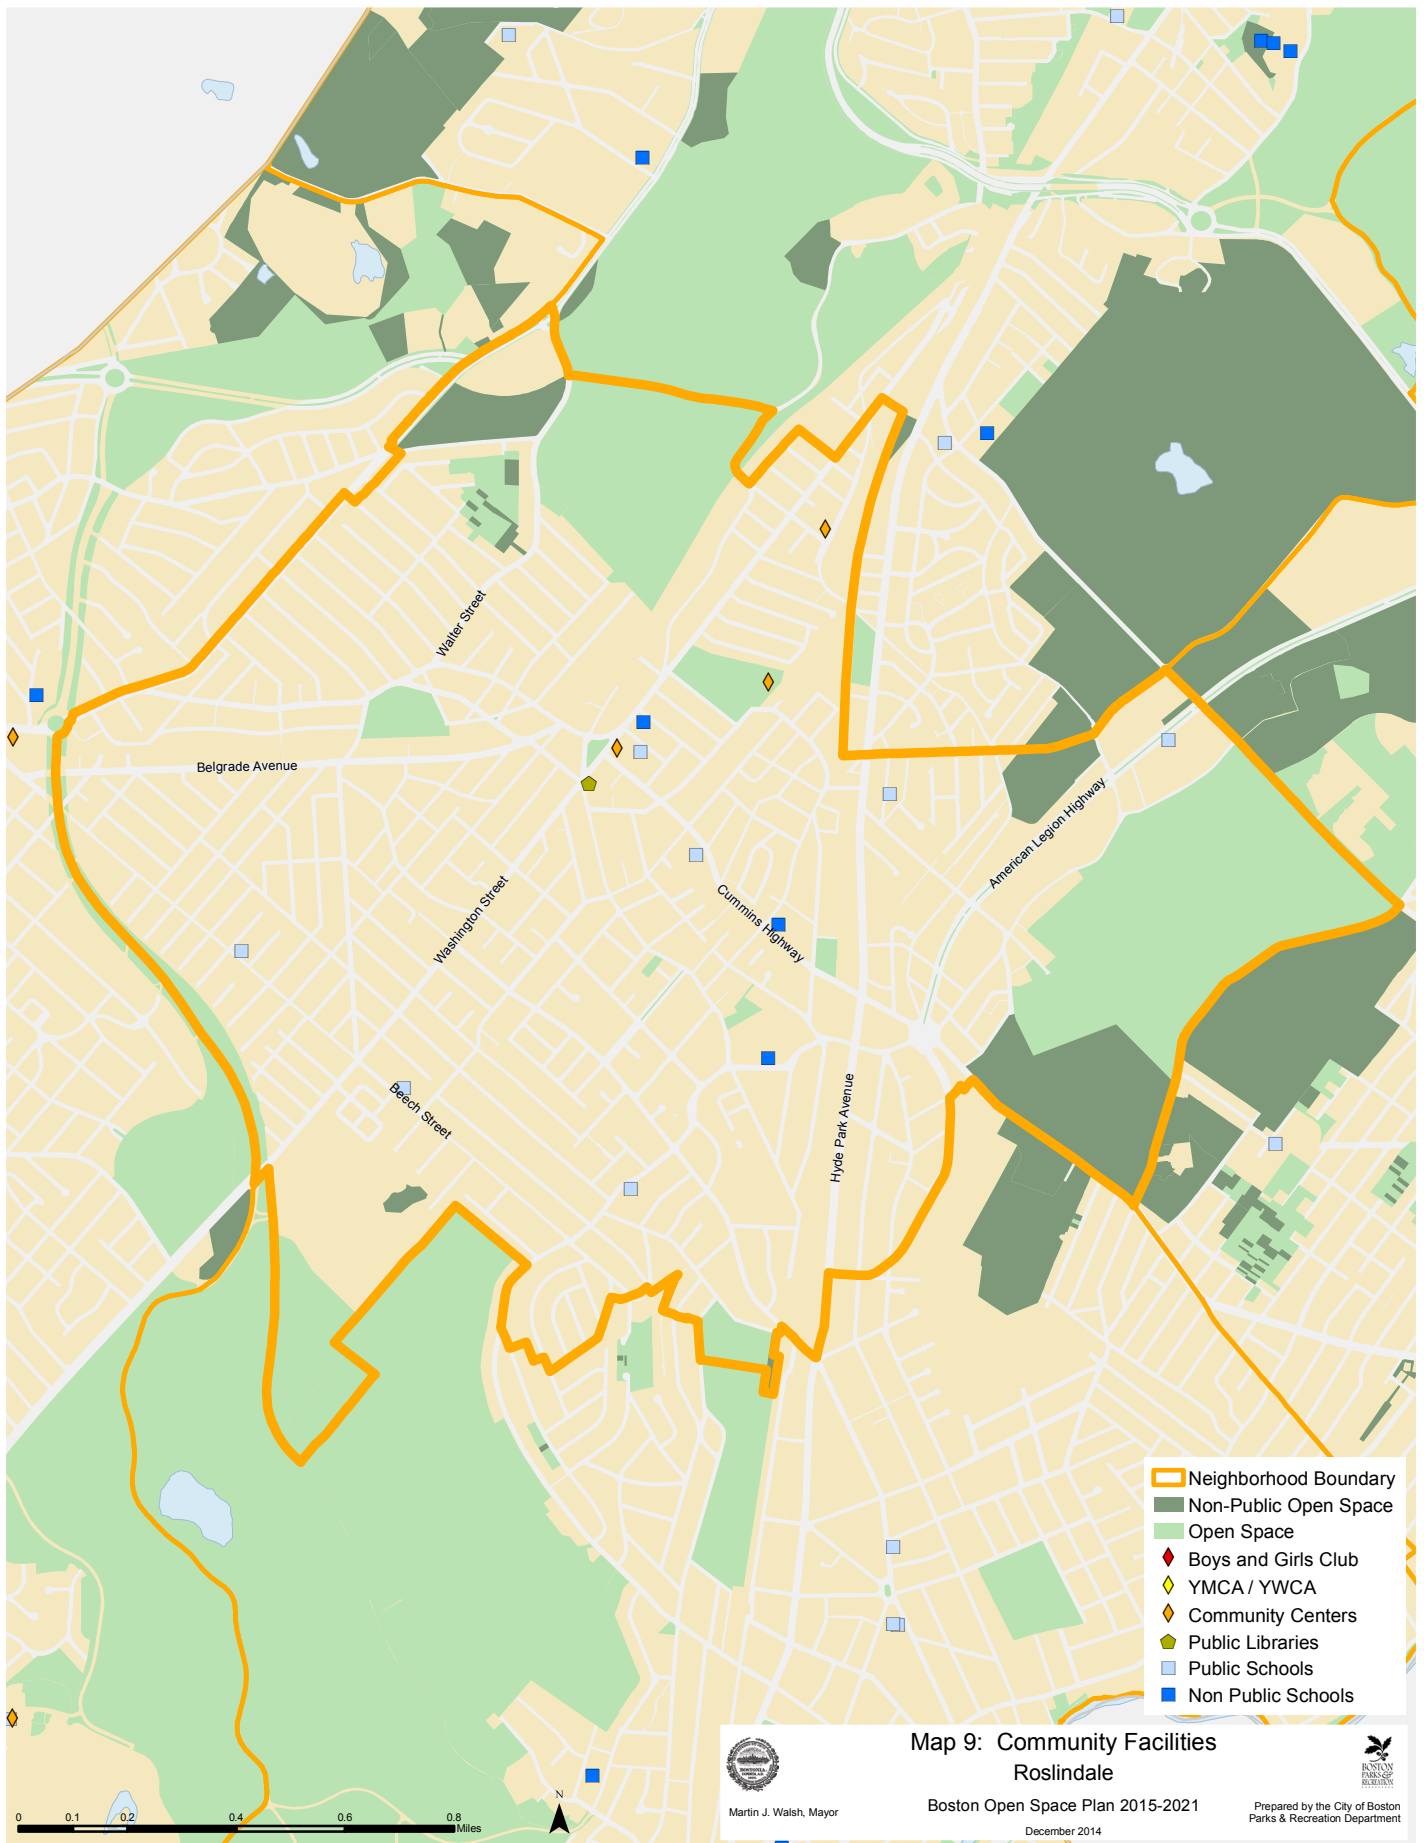 Walter Street
Belgrade Avenue
American Legion Highway
Washington Street
Cummins Highway
Beech Street
Hyde Park Avenue
Neighborhood Boundary
Non-Public Open Space
Open Space
Boys and Girls Club
YMCA / YWCA
Community Centers
Public Libraries
Public Schools
Non Public Schools
Map 9: Community Facilities
Roslindale
Boston Open Space Plan 2015-2021
December 2014
Martin J. Walsh, Mayor
BOSTON
PARKS &
RECREATION
Prepared by the City of Boston
Parks & Recreation Department
N
0 0.1 0.2 0.4 0.6 0.8
Miles